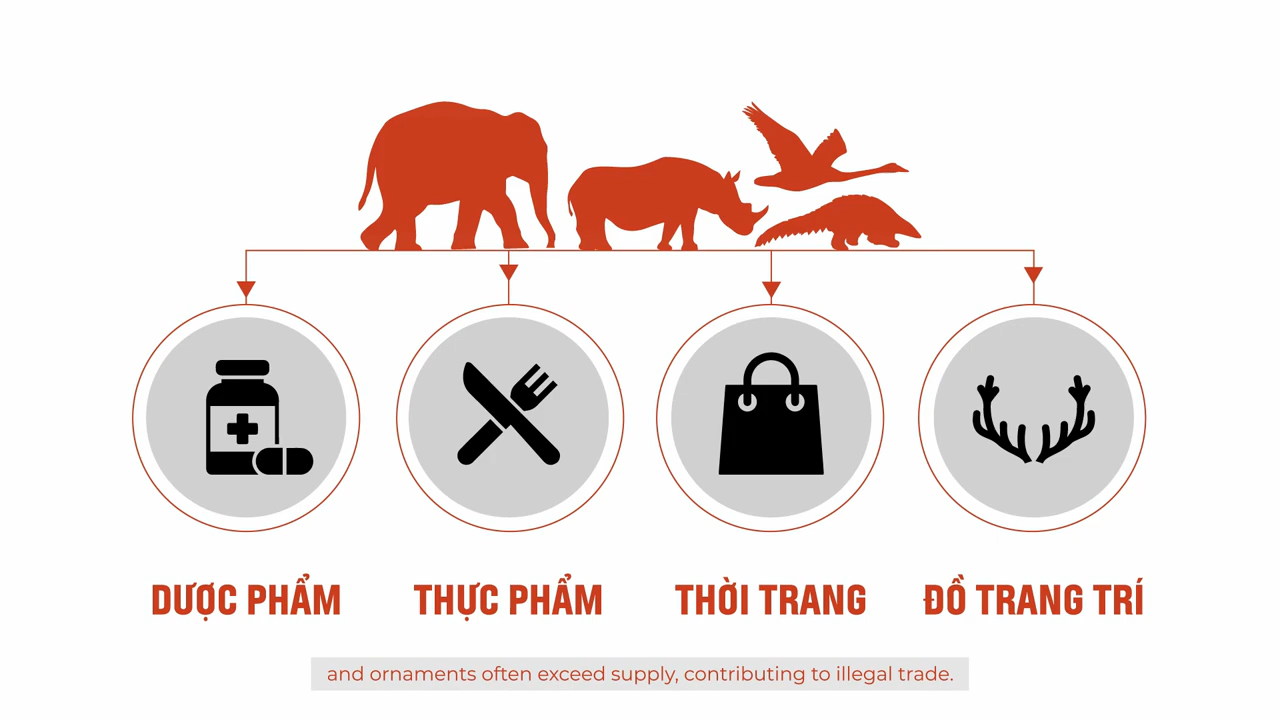 DƯỢC PHẨM
THỰC PHẨM
THỜI TRANG
ĐỒ TRANG TRÍ
and ornaments often exceed supply, contributing to illegal trade.